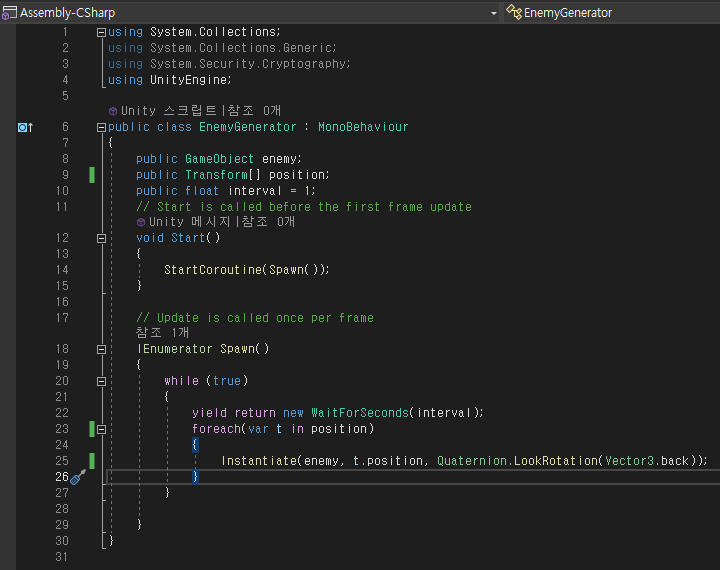 Assembly-CSharp EnemyGenerator
1 using System.Collections;
2 using System.Collections.Generic;
3 using System.Security.Cryptography;
4 using UnityEngine;
5
Unity 스크립트|참조 0개
6 public class EnemyGenerator : MonoBehaviour
7 {
8 public GameObject enemy;
9 public Transform[] position;
10 public float interval = 1;
11 // Start is called before the first frame update
Unity 메시지|참조 0개
12 void Start()
13 {
14 StartCoroutine(Spawn());
15 }
16
17 // Update is called once per frame
참조 1개
18 IEnumerator Spawn()
19 {
20 while (true)
21 {
22 yield return new WaitForSeconds(interval);
23 foreach(var t in position)
24 {
25 Instantiate(enemy, t.position, Quaternion.LookRotation(Vector3.back));
26 }
27 }
28
29 }
30 }
31